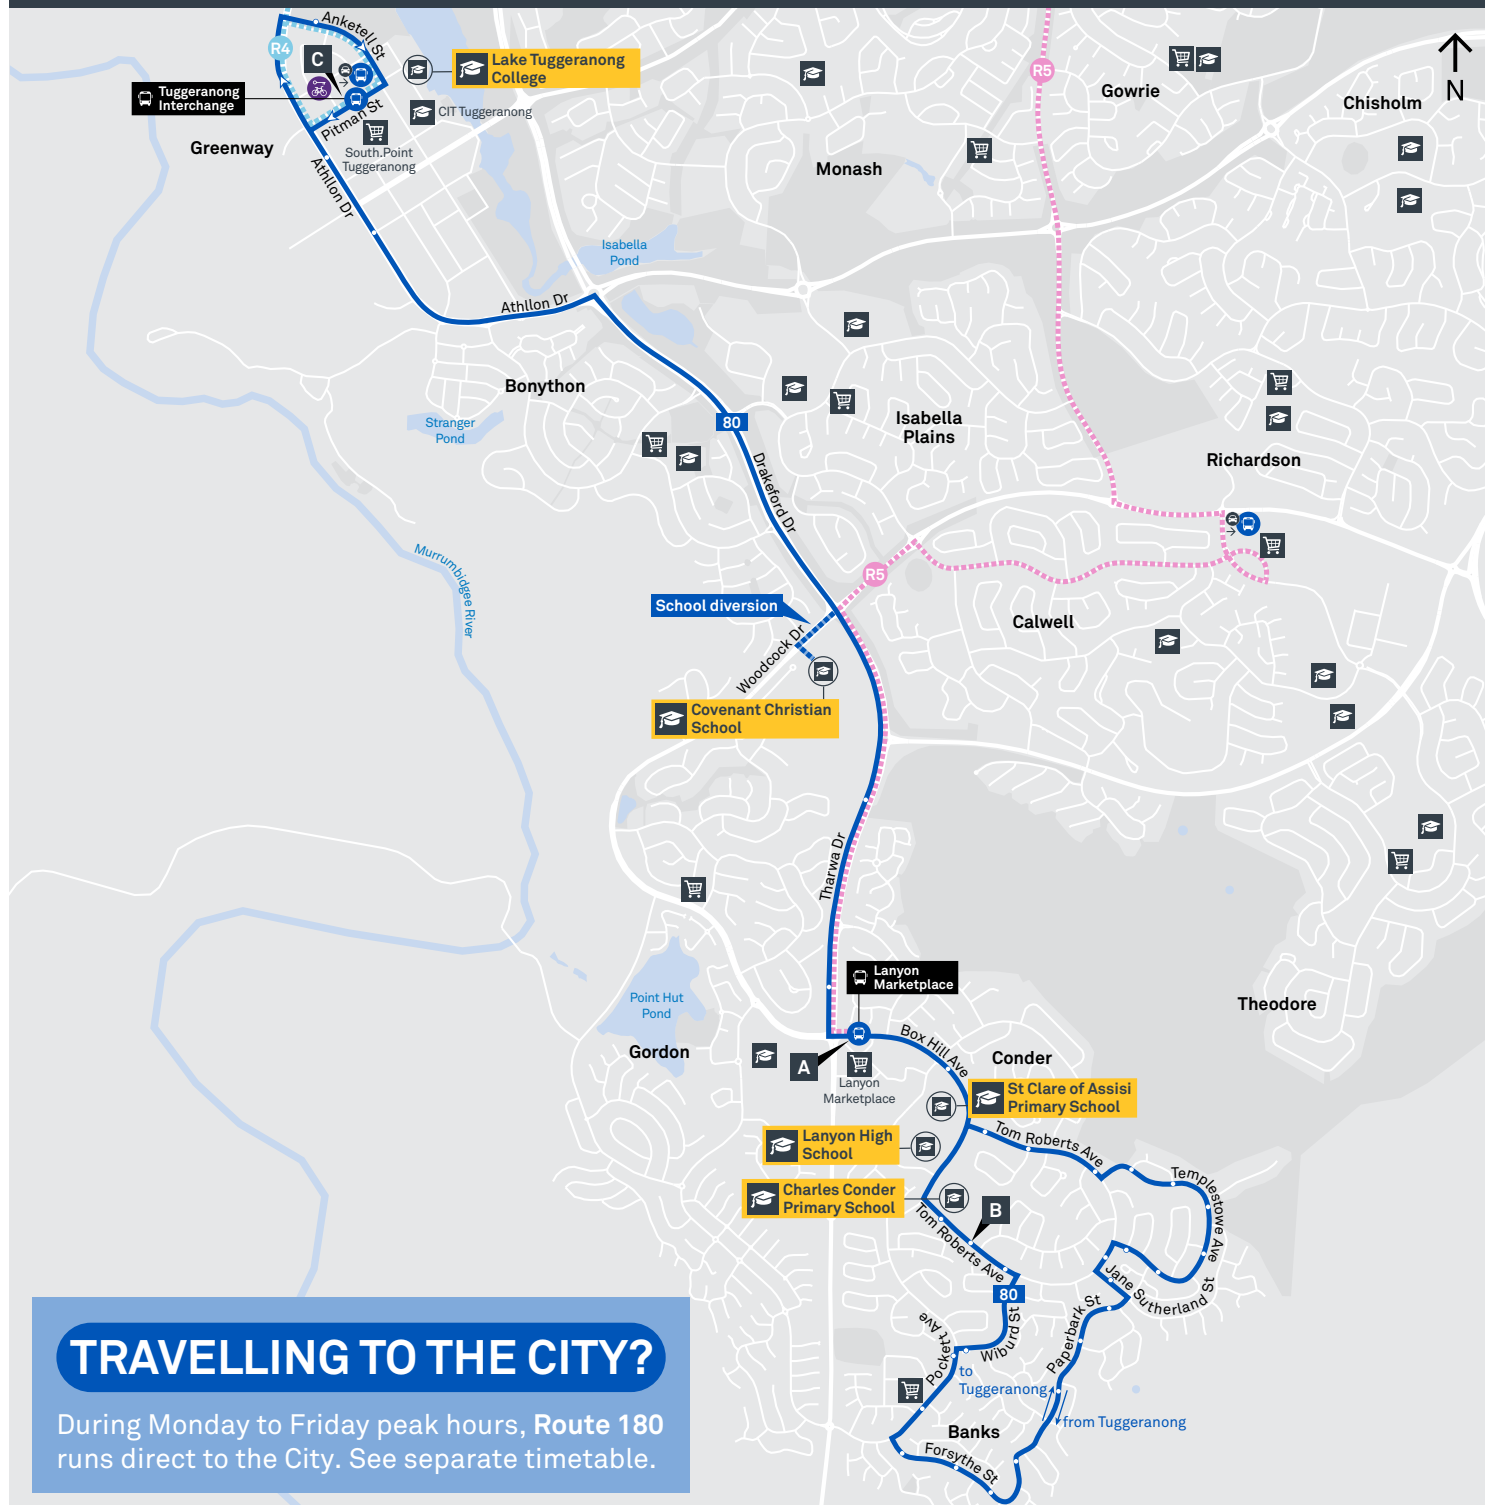 Anketell St
R4
C
Lake Tuggeranong
College
Tuggeranong
Interchange
CIT Tuggeranong
Pitman St
South.Point
Tuggeranong
Greenway
Athllon Dr
R5
Gowrie
Chisholm
N
Monash
Isabella
Pond
Athllon Dr
Bonython
Stranger
Pond
80
Isabella
Plains
Richardson
Drakeford Dr
Murrumbidgee River
R5
School diversion
Woodcock Dr
Calwell
Covenant Christian
School
Tharwa Dr
Lanyon
Marketplace
Point Hut
Pond
Gordon
Theodore
A
Box Hill Ave
Conder
Lanyon
Marketplace
St Clare of Assisi
Primary School
Lanyon High
School
Tom Roberts Ave
Templestowe Ave
Charles Conder
Primary School
B
Tom Roberts Ave
Jane Sutherland St
80
Paperbark St
Wiburd St
Pockett Ave
to
Tuggeranong
from Tuggeranong
Banks
Forsythe St
TRAVELLING TO THE CITY?
During Monday to Friday peak hours, Route 180
runs direct to the City. See separate timetable.